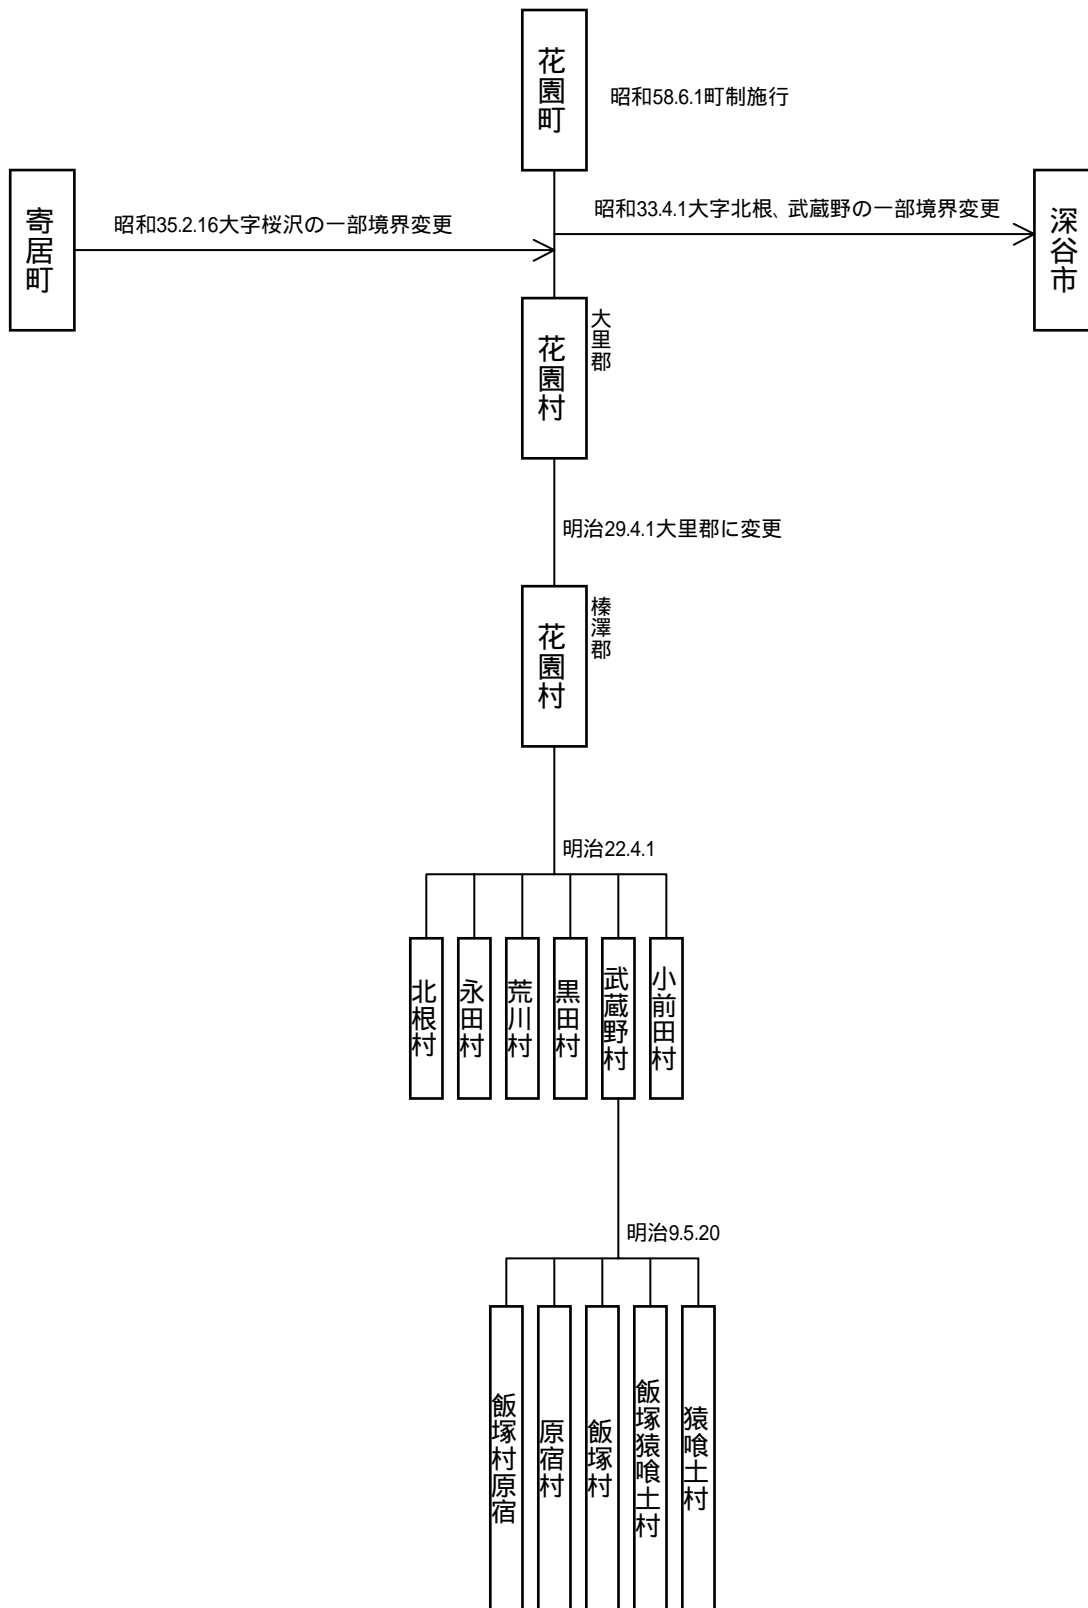 花園町
昭和58.6.1町制施行
寄居町
昭和35.2.16大字桜沢の一部境界変更
昭和33.4.1大字北根、武蔵野の一部境界変更
深谷市
花園村
大里郡
明治29.4.1大里郡に変更
花園村
榛澤郡
明治22.4.1
北根村
永田村
荒川村
黒田村
武蔵野村
小前田村
明治9.5.20
飯塚村原宿
原宿村
飯塚村
飯塚猿喰土村
猿喰土村